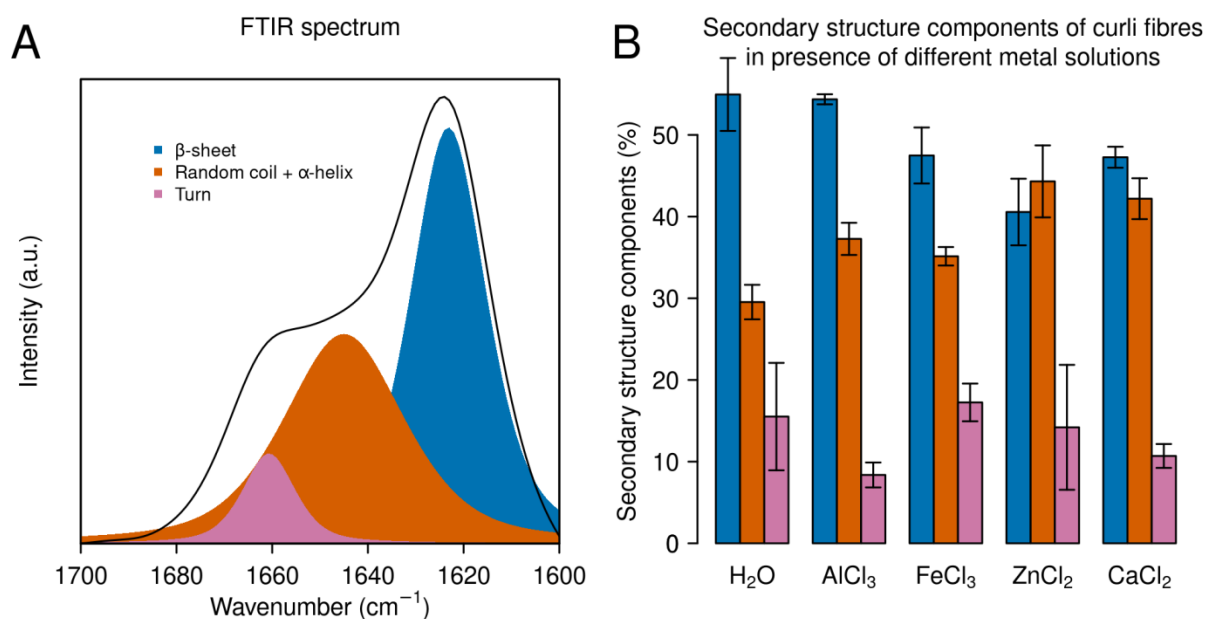 A
FTIR spectrum
β-sheet
Random coil + α-helix
Turn
Intensity (a.u.)
1700 1680 1660 1640 1620 1600
Wavenumber (cm⁻¹)
B
Secondary structure components of curli fibres
in presence of different metal solutions
Secondary structure components (%)
50
40
30
20
10
0
H₂O AlCl₃ FeCl₃ ZnCl₂ CaCl₂